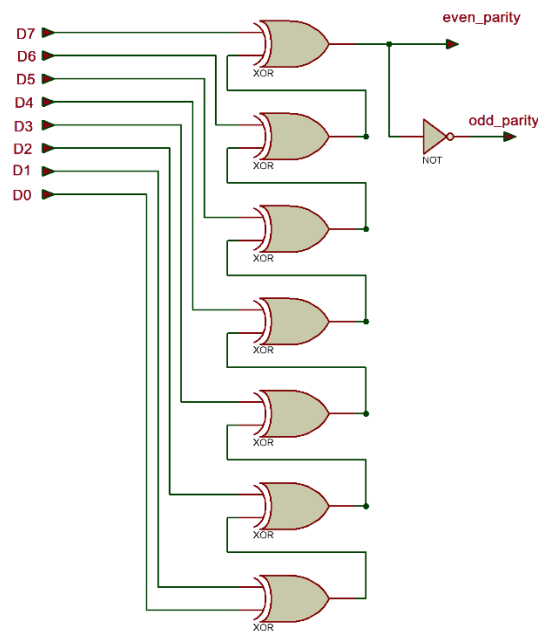 even_parity
D7
D6
XOR
D5
D4
odd_parity
D3
D2
NOT
D1
XOR
D0
XOR
XOR
XOR
XOR
XOR